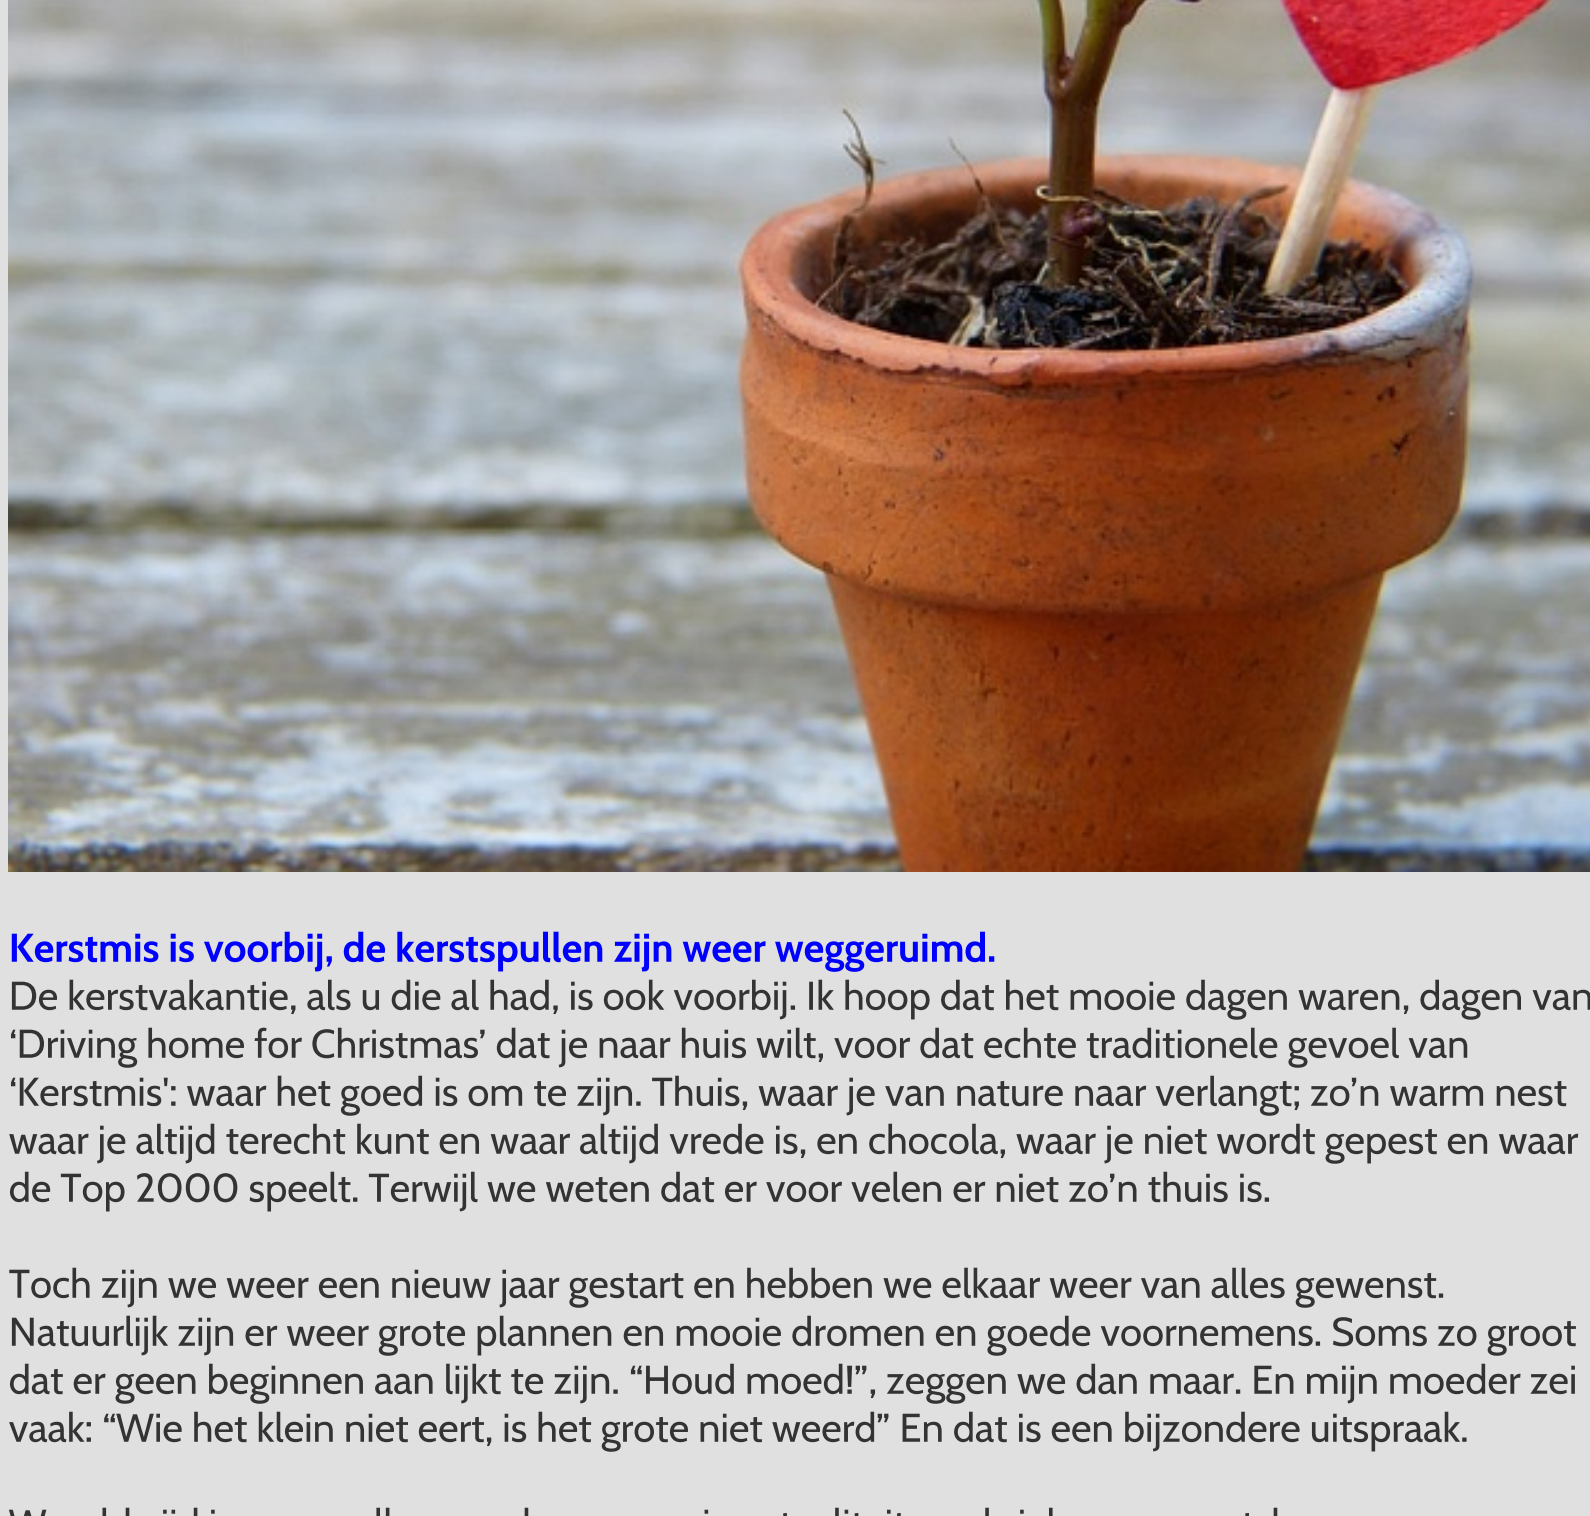 Kerstmis is voorbij, de kerstspullen zijn weer weggeruimd.
De kerstvakantie, als u die al had, is ook voorbij. Ik hoop dat het mooie dagen waren, dagen van
‘Driving home for Christmas’ dat je naar huis wilt, voor dat echte traditionele gevoel van
‘Kerstmis': waar het goed is om te zijn. Thuis, waar je van nature naar verlangt; zo’n warm nest
waar je altijd terecht kunt en waar altijd vrede is, en chocola, waar je niet wordt gepest en waar
de Top 2000 speelt. Terwijl we weten dat er voor velen er niet zo’n thuis is.
Toch zijn we weer een nieuw jaar gestart en hebben we elkaar weer van alles gewenst.
Natuurlijk zijn er weer grote plannen en mooie dromen en goede voornemens. Soms zo groot
dat er geen beginnen aan lijkt te zijn. “Houd moed!”, zeggen we dan maar. En mijn moeder zei
vaak: “Wie het klein niet eert, is het grote niet weerd” En dat is een bijzondere uitspraak.